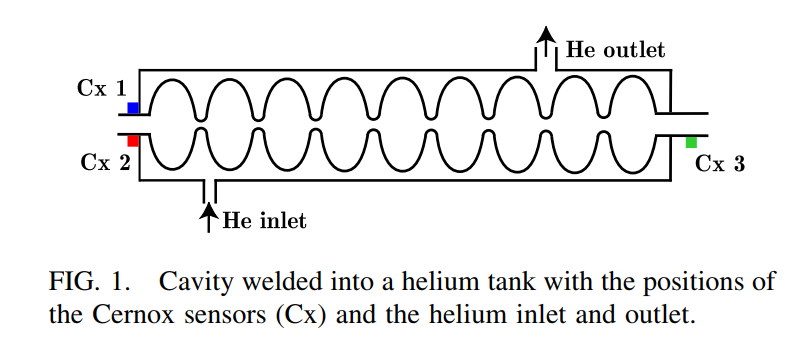 He outlet
Cx 1
Cx 2
Cx 3
He inlet
FIG. 1. Cavity welded into a helium tank with the positions of
the Cernox sensors (Cx) and the helium inlet and outlet.